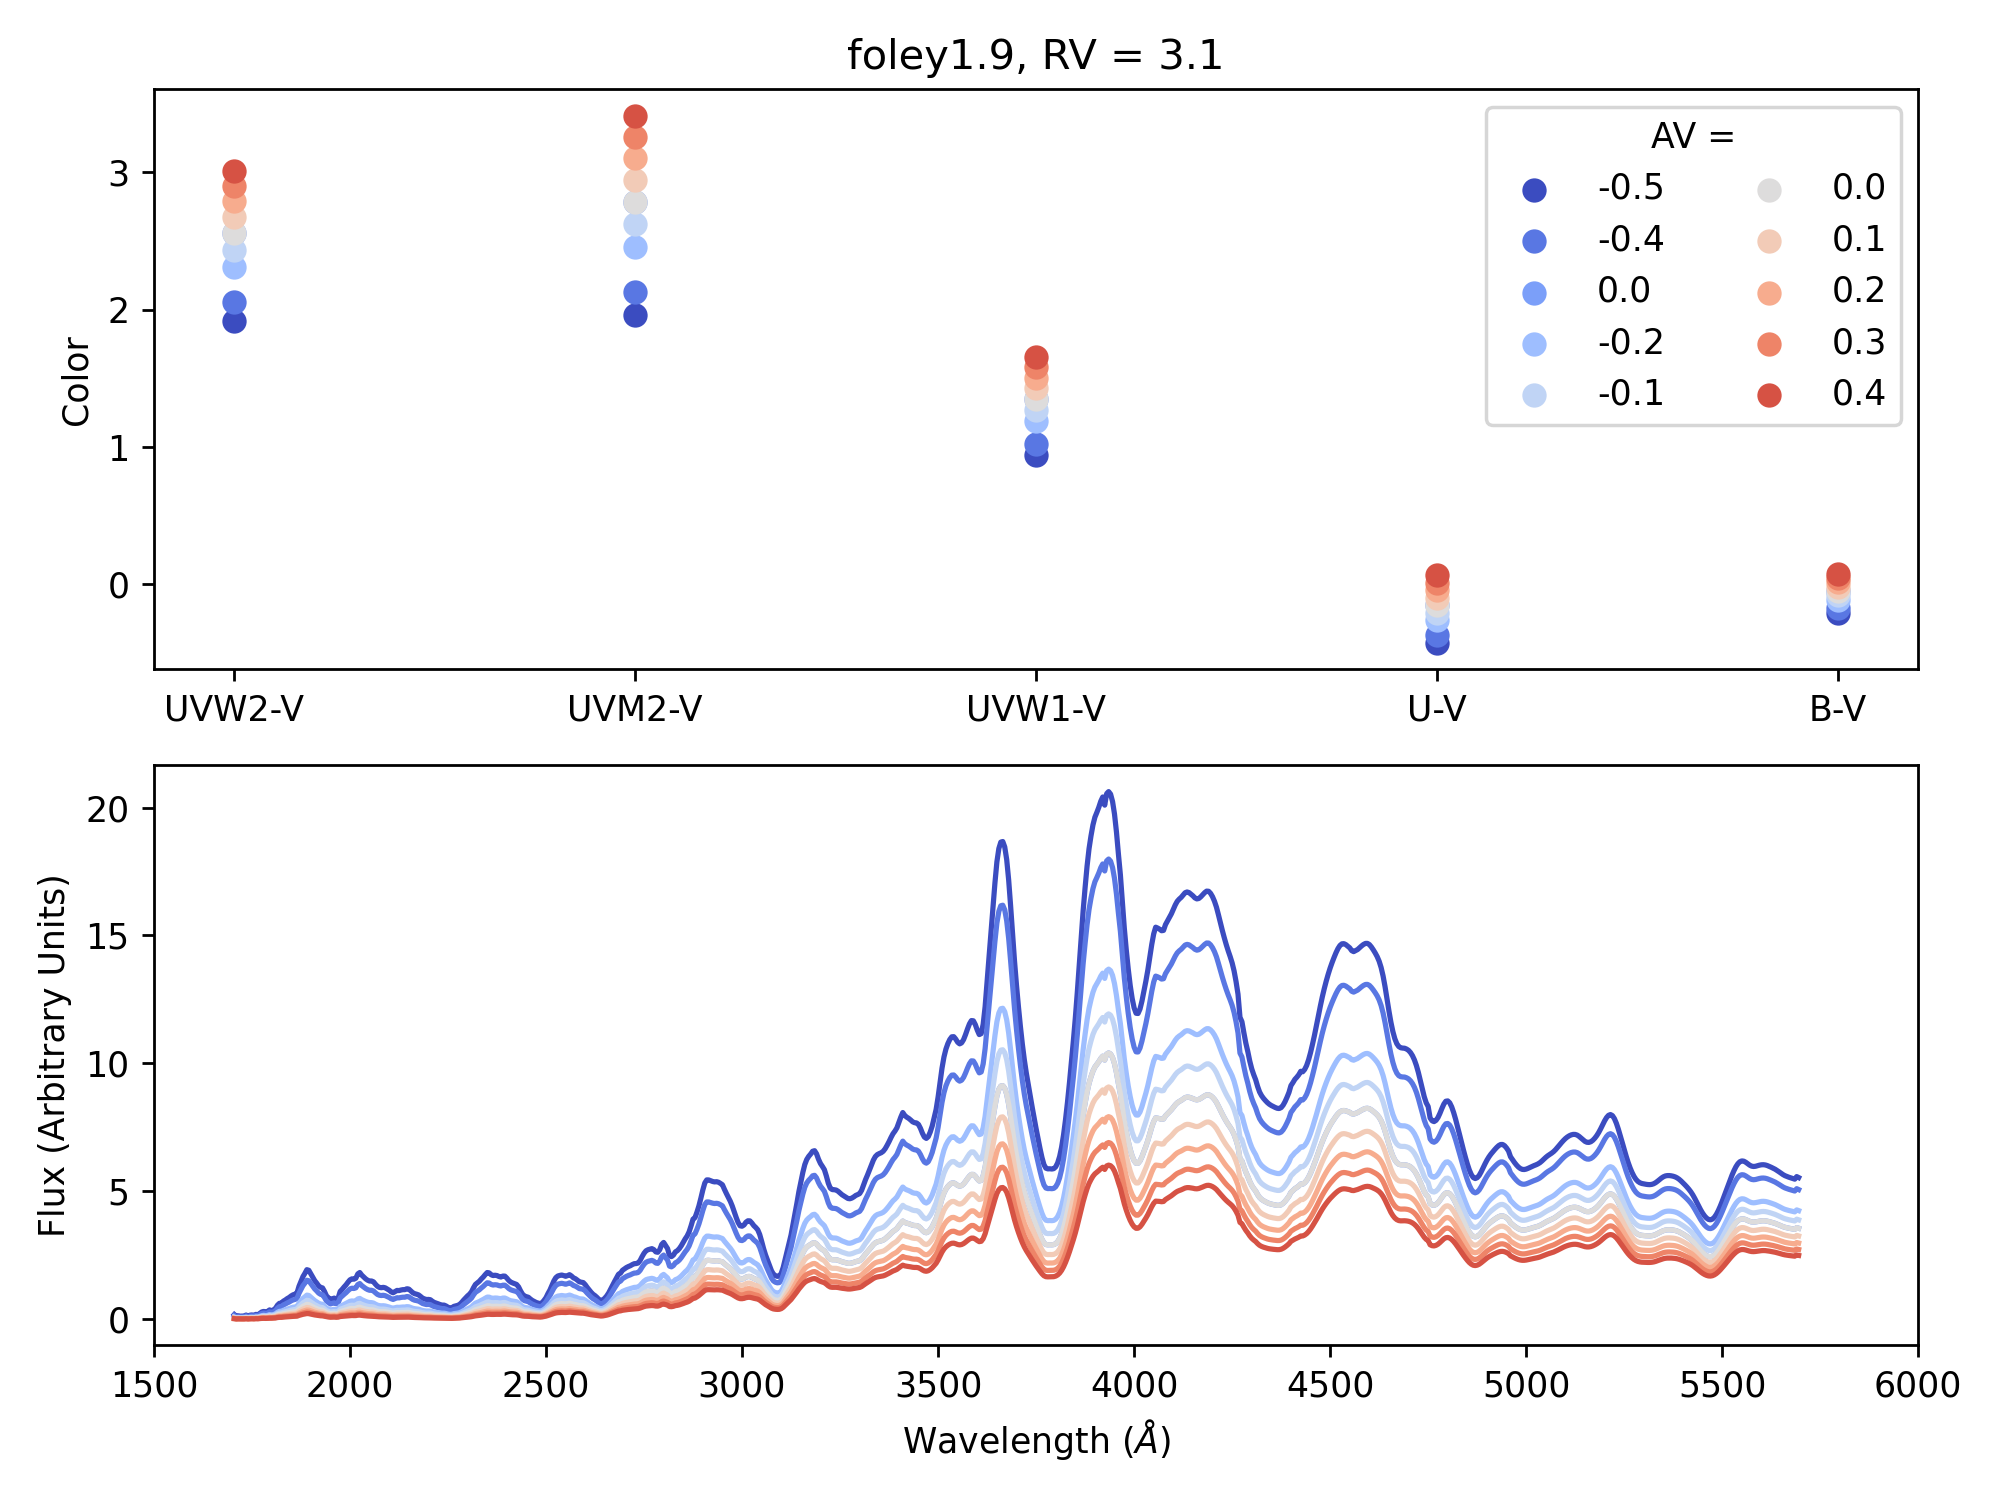 foley1.9, RV = 3.1
Color
3
2
1
0
AV =
-0.5 0.0
-0.4 0.1
0.0 0.2
-0.2 0.3
-0.1 0.4
UVW2-V UVM2-V UVW1-V U-V B-V
Flux (Arbitrary Units)
20
15
10
5
0
1500 2000 2500 3000 3500 4000 4500 5000 5500 6000
Wavelength (Å)